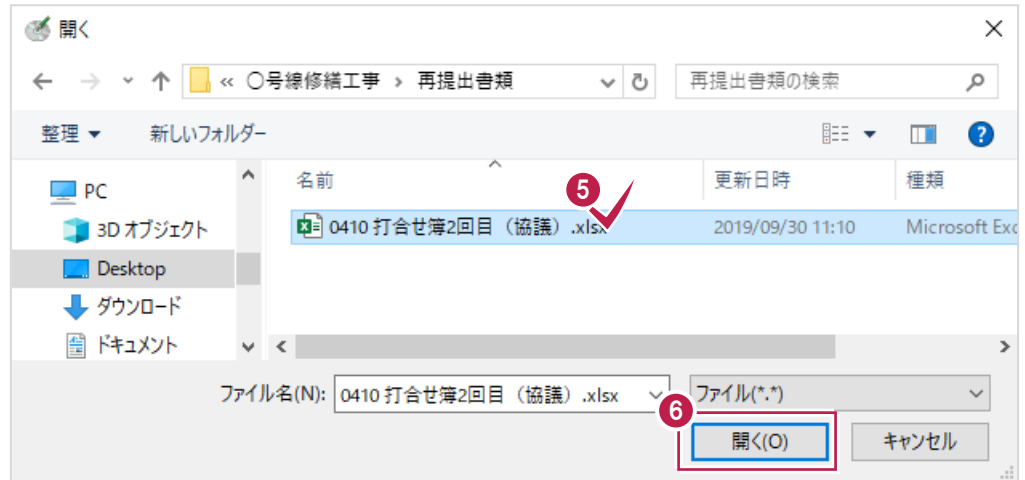 開く
« 〇号線修繕工事 › 再提出書類
再提出書類の検索
整理 新しいフォルダー
?
名前 更新日時 種類
5
0410 打合せ簿2回目（協議）.xlsx 2019/09/30 11:10 Microsoft Exc
PC
3D オブジェクト
Desktop
ダウンロード
ドキュメント
ファイル名(N): 0410 打合せ簿2回目（協議）.xlsx ファイル(*.*)
6
開く(O) キャンセル